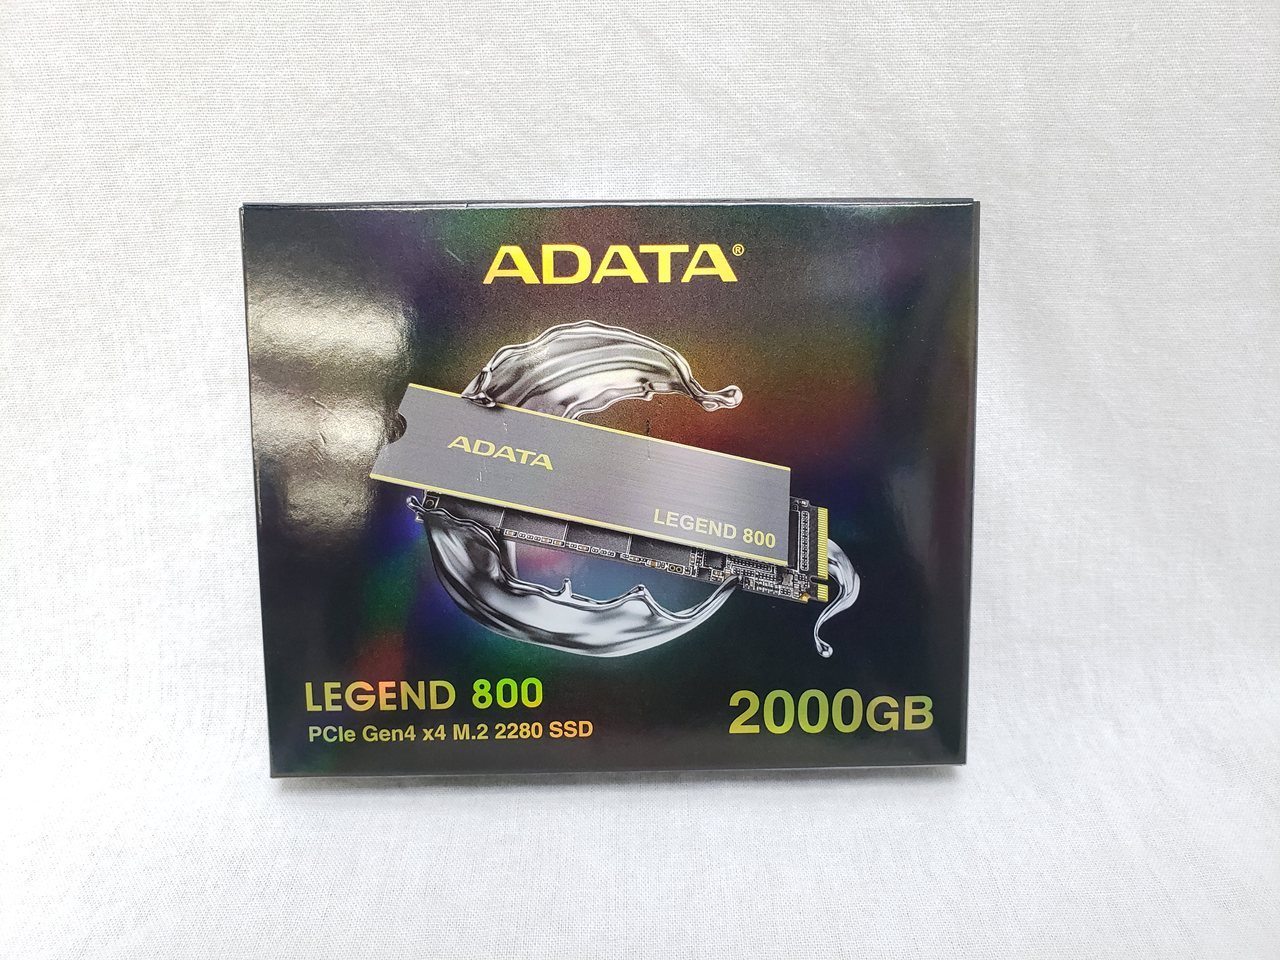 ADATA®
ADATA
LEGEND 800
LEGEND 800
PCIe Gen4 x4 M.2 2280 SSD
2000GB